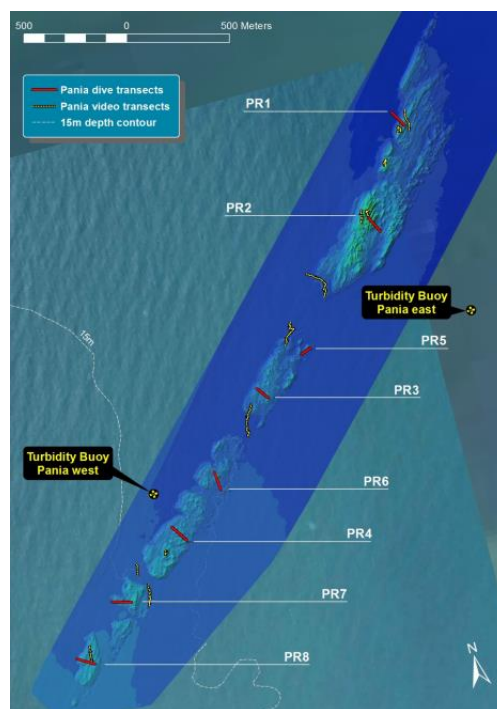 500 0 500 Meters
Pania dive transects
Pania video transects
15m depth contour
PR1
PR2
Turbidity Buoy
Pania east
15m
PR5
PR3
Turbidity Buoy
Pania west
PR6
PR4
PR7
PR8
N